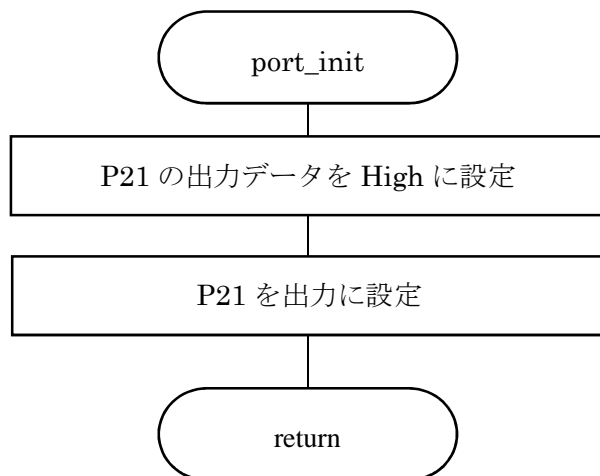 port_init
P21 の出力データを High に設定
P21 を出力に設定
return